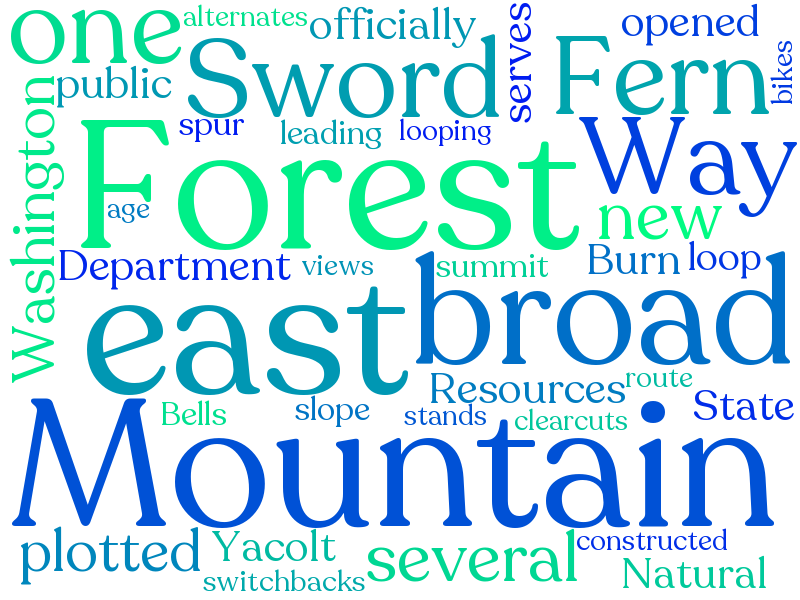 one alternates officially opened
public Sword serves Fern bikes
Washington spur leading looping
Forest Way
age new
Department views summit Burn loop
east broad
Resources route
Mountain Bells slope stands clearcuts State
plotted Yacolt several constructed
switchbacks Natural